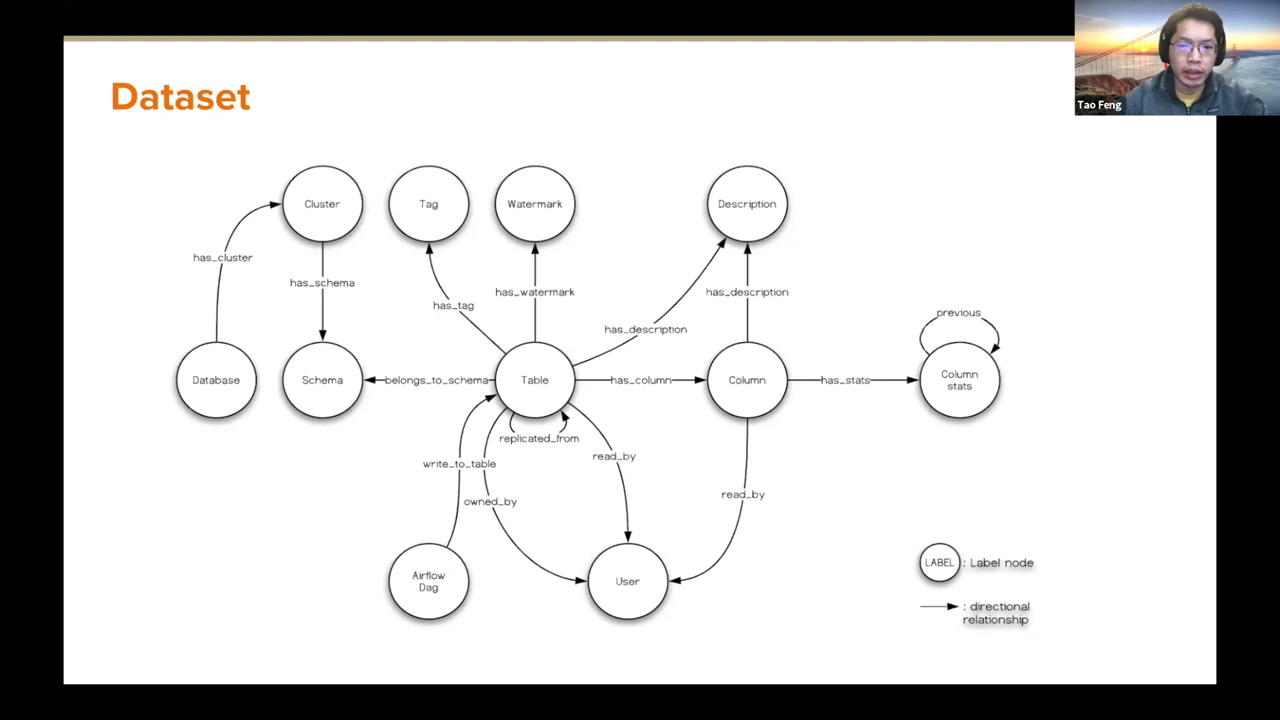 Tao Feng
Dataset
Cluster
Tag
Watermark
Description
has_cluster
has_schema
has_tag
has_watermark
has_description
has_description
previous
Database
Schema
belongs_to_schema
Table
has_column
Column
has_stats
Column
stats
replicated_from
write_to_table
read_by
owned_by
read_by
Airflow
Dag
User
LABEL
: Label node
: directional
relationship